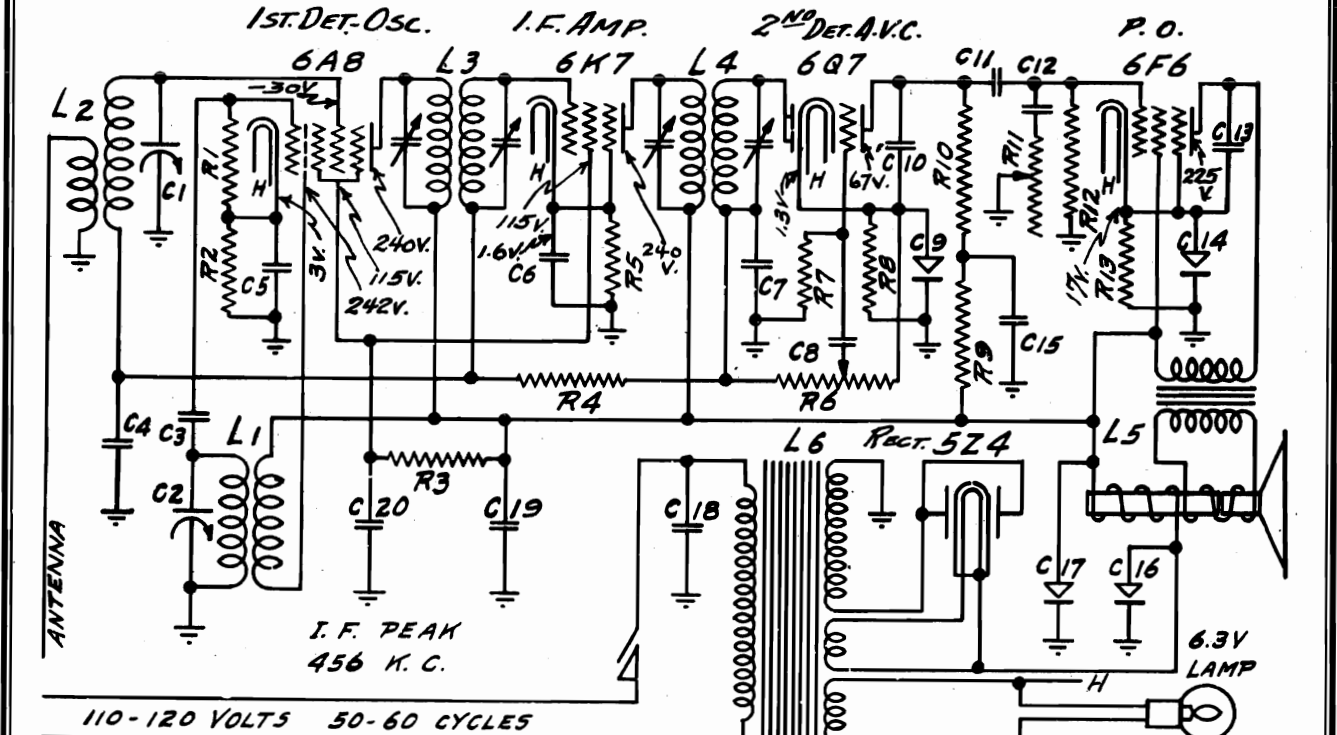 1ST. DET-OSC. I.F. AMP. 2ND DET. A.V.C. P.O.
6A8 L3 6K7 L4 6Q7 C11 C12 6F6
L2
-30V
C1
R1
H
R2
C5
3V.
240V.
115V.
242V.
115V.
1.6V.
C6
R5
240
V.
C7
1.3V
H
R7
67V.
C10
R8
C9
R10
R11
R12
H
17V.
R13
225
V.
C13
C14
C8
R9
C15
R4
R6
C4
C3
L1
C2
R3
C20
C19
C18
L6
RECT. 5Z4
L5
C17
C16
ANTENNA
I.F. PEAK
456 K.C.
6.3V
LAMP
H
110-120 VOLTS 50-60 CYCLES